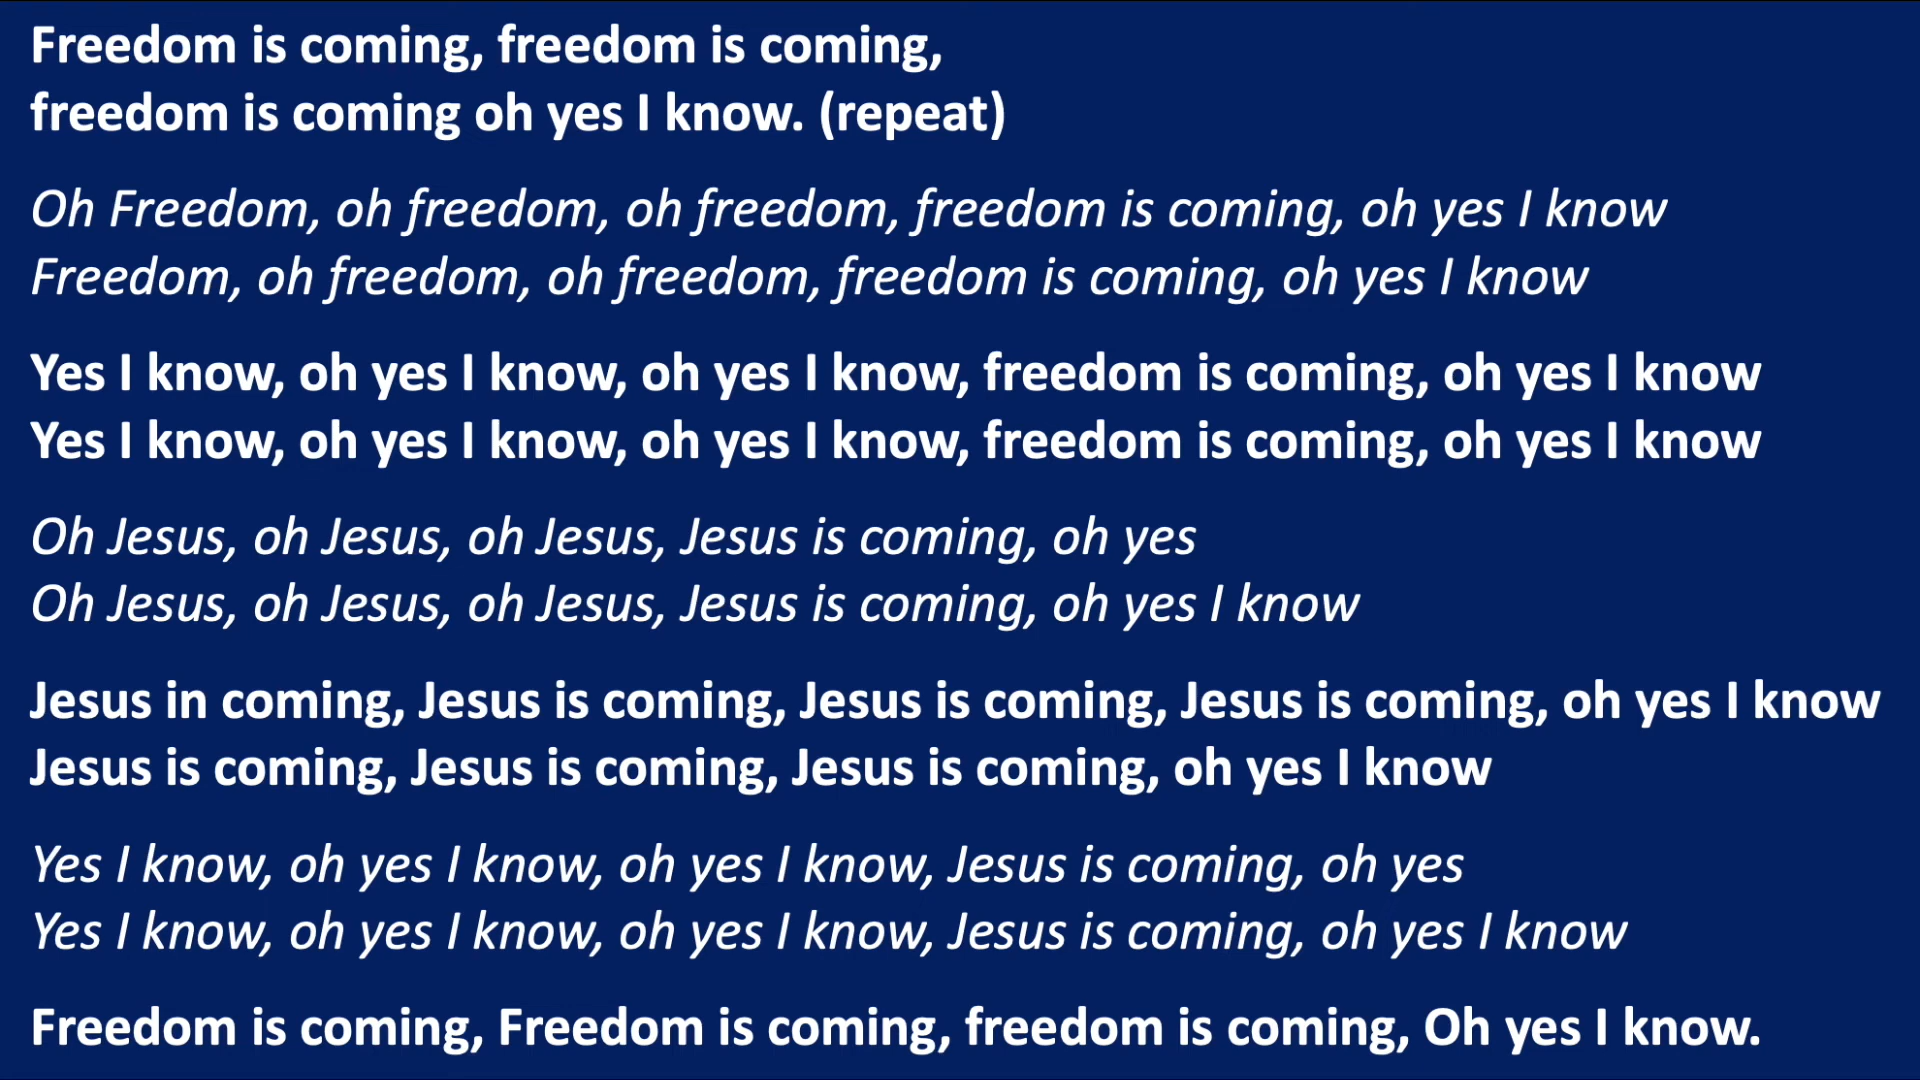 Freedom is coming, freedom is coming,
freedom is coming oh yes I know. (repeat)
Oh Freedom, oh freedom, oh freedom, freedom is coming, oh yes I know
Freedom, oh freedom, oh freedom, freedom is coming, oh yes I know
Yes I know, oh yes I know, oh yes I know, freedom is coming, oh yes I know
Yes I know, oh yes I know, oh yes I know, freedom is coming, oh yes I know
Oh Jesus, oh Jesus, oh Jesus, Jesus is coming, oh yes
Oh Jesus, oh Jesus, oh Jesus, Jesus is coming, oh yes I know
Jesus in coming, Jesus is coming, Jesus is coming, Jesus is coming, oh yes I know
Jesus is coming, Jesus is coming, Jesus is coming, oh yes I know
Yes I know, oh yes I know, oh yes I know, Jesus is coming, oh yes
Yes I know, oh yes I know, oh yes I know, Jesus is coming, oh yes I know
Freedom is coming, Freedom is coming, freedom is coming, Oh yes I know.